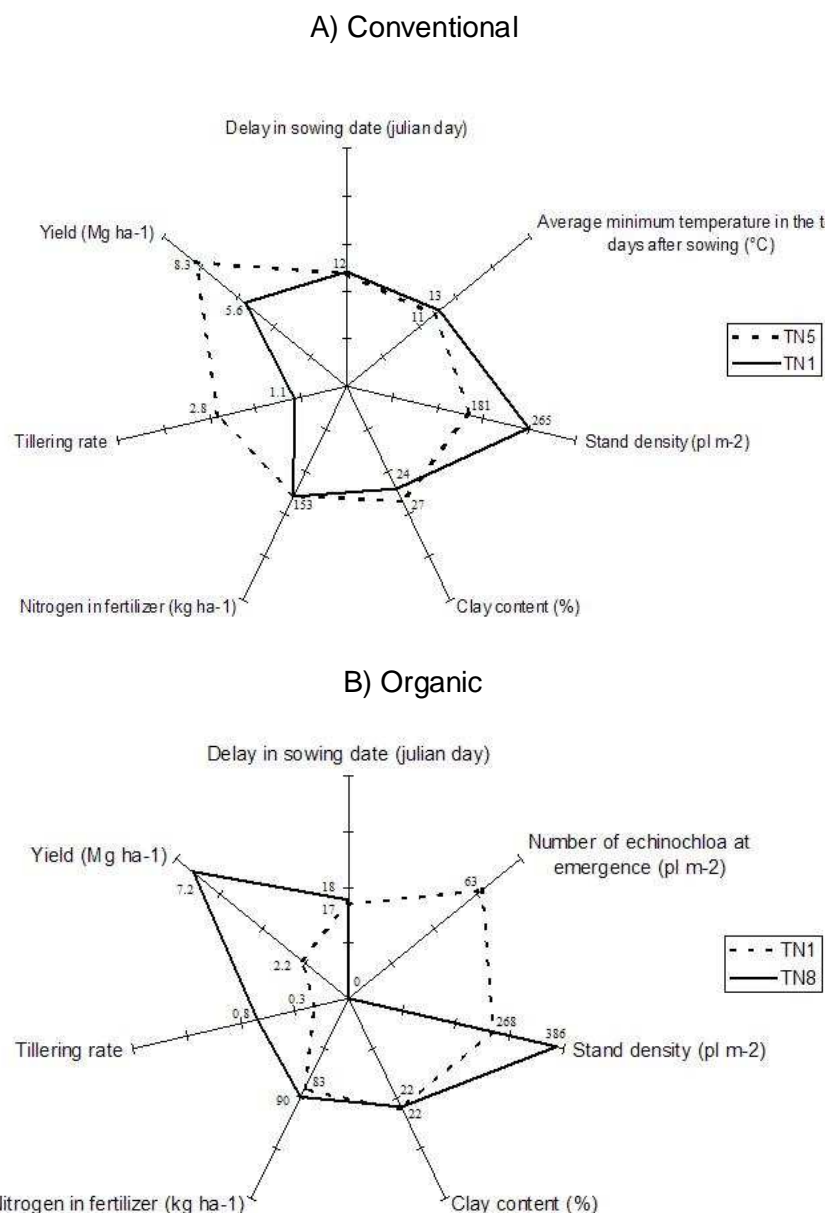 A) Conventional
Delay in sowing date (julian day)
Yield (Mg ha-1)
Average minimum temperature in the t
days after sowing (°C)
8.3
12
13
11
5.6
TN5
TN1
1.1
2.8
181
265
Tillering rate
Stand density (pl m-2)
24
153
27
Nitrogen in fertilizer (kg ha-1)
Clay content (%)
B) Organic
Delay in sowing date (julian day)
Yield (Mg ha-1)
Number of echinochloa at
emergence (pl m-2)
7.2
18
17
63
2.2
TN1
TN8
0
0.3
0.8
268
386
Tillering rate
Stand density (pl m-2)
83
90
22
22
Nitrogen in fertilizer (kg ha-1)
Clay content (%)